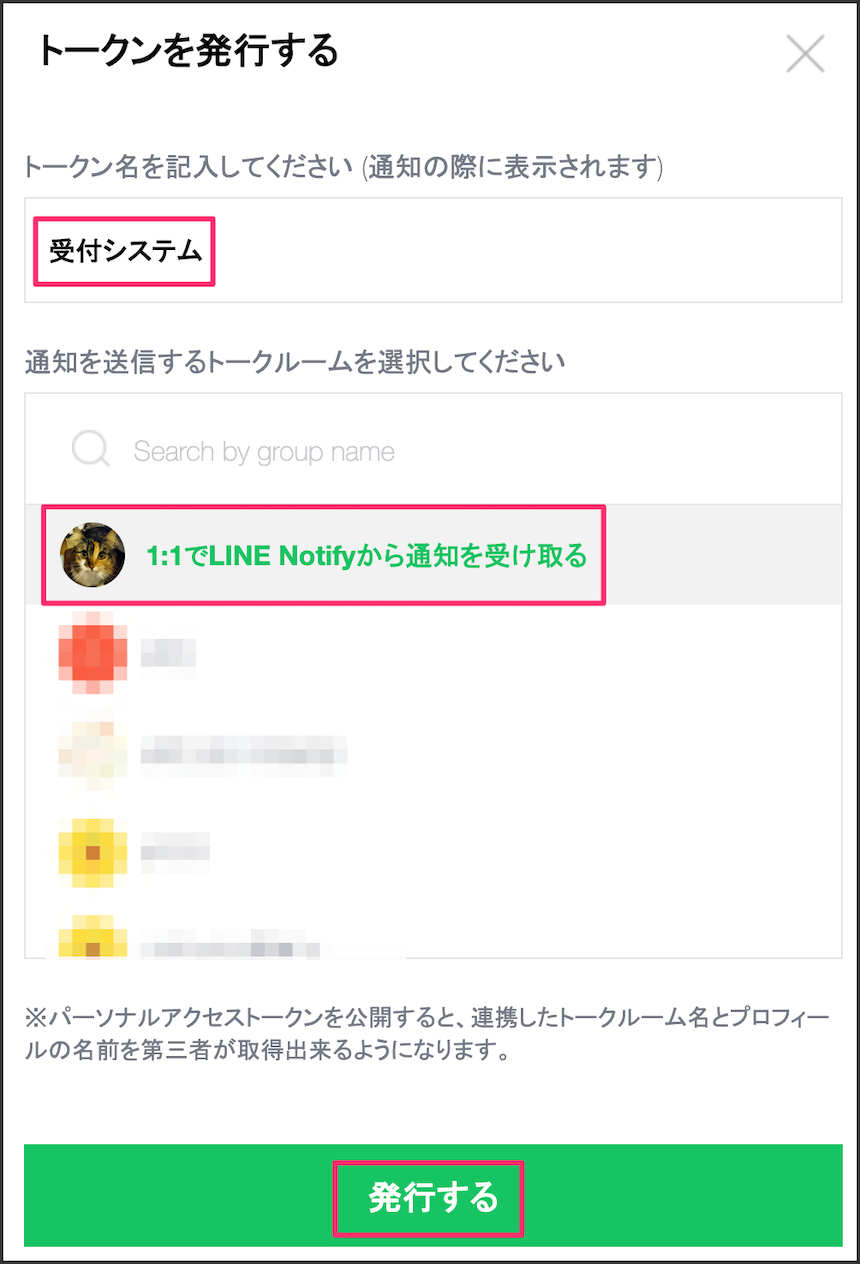 トークンを発行する
トークン名を記入してください (通知の際に表示されます)
受付システム
通知を送信するトークルームを選択してください
Search by group name
1:1でLINE Notifyから通知を受け取る
※パーソナルアクセストークンを公開すると、連携したトークルーム名とプロフィー
ルの名前を第三者が取得出来るようになります。
発行する